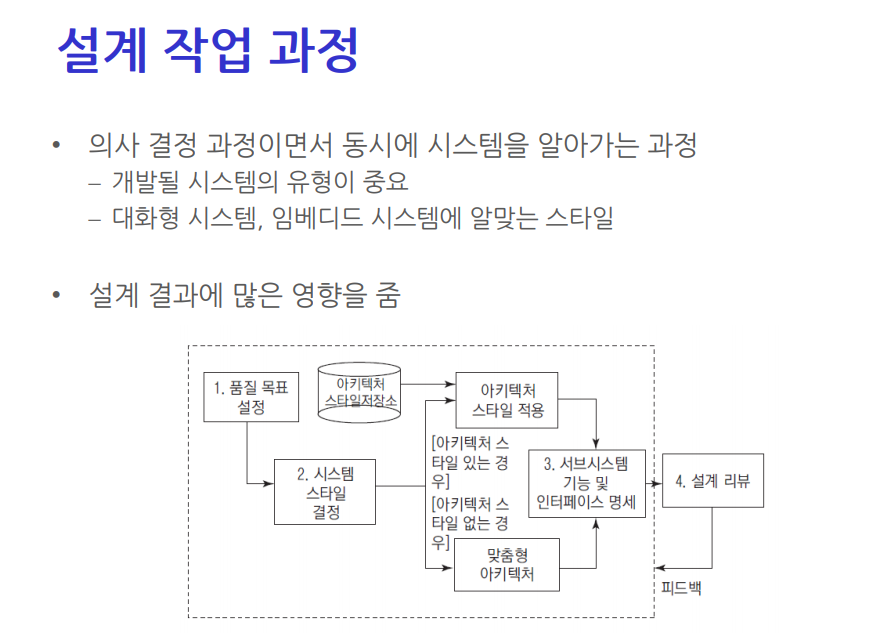 설계 작업 과정
• 의사 결정 과정이면서 동시에 시스템을 알아가는 과정
– 개발될 시스템의 유형이 중요
– 대화형 시스템, 임베디드 시스템에 알맞는 스타일
• 설계 결과에 많은 영향을 줌
1. 품질 목표
설정
아키텍처
스타일저장소
아키텍처
스타일 적용
2. 시스템
스타일
결정
[아키텍처 스
타일 있는 경
우]
[아키텍처 스
타일 없는 경
우]
맞춤형
아키텍처
3. 서브시스템
기능 및
인터페이스 명세
4. 설계 리뷰
피드백